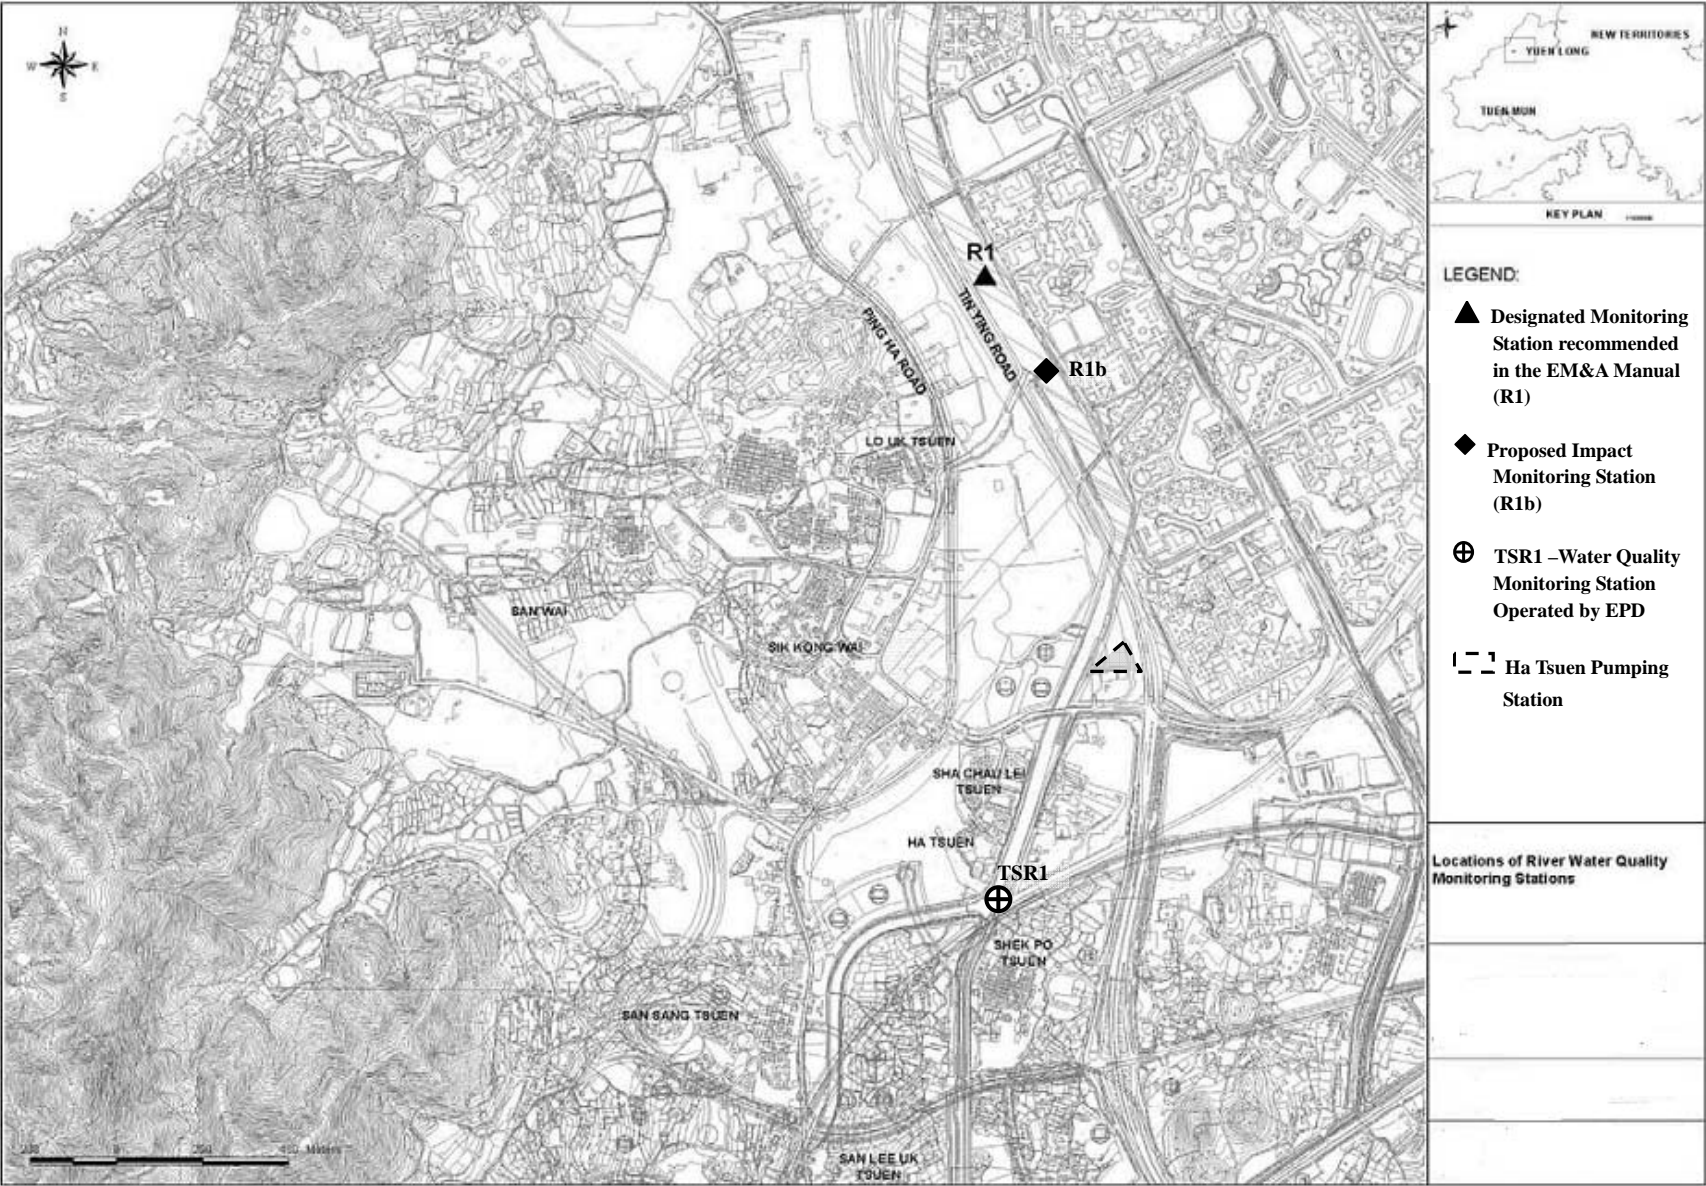 N
W E
S
R1
TIN YING ROAD
PING HA ROAD
R1b
LO UK TSUEN
SAN WAI
SIK KONG WAI
SHA CHAU LEI
TSUEN
HA TSUEN
TSR1
SHEK PO
TSUEN
SAN SANG TSUEN
SAN LEE UK
TSUEN
Meters
NEW TERRITORIES
YUEN LONG
TUEN MUN
KEY PLAN
LEGEND:
Designated Monitoring
Station recommended
in the EM&A Manual
(R1)
Proposed Impact
Monitoring Station
(R1b)
TSR1 –Water Quality
Monitoring Station
Operated by EPD
Ha Tsuen Pumping
Station
Locations of River Water Quality
Monitoring Stations